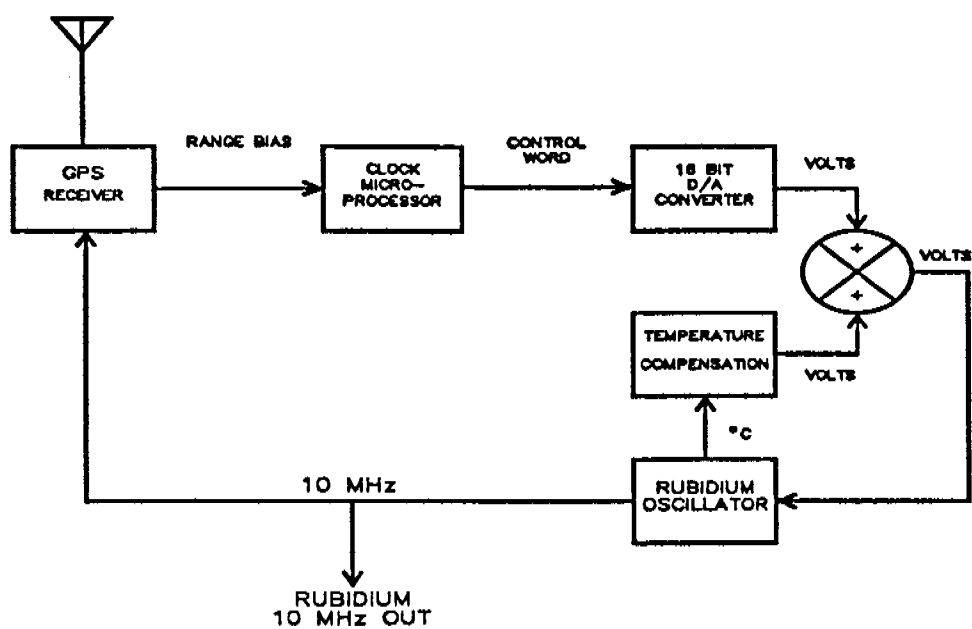 GPS
RECEIVER
RANGE BIAS
CLOCK
MICRO-
PROCESSOR
CONTROL
WORD
16 BIT
D/A
CONVERTER
VOLTS
+
+
VOLTS
TEMPERATURE
COMPENSATION
VOLTS
°C
RUBIDIUM
OSCILLATOR
10 MHz
RUBIDIUM
10 MHz OUT